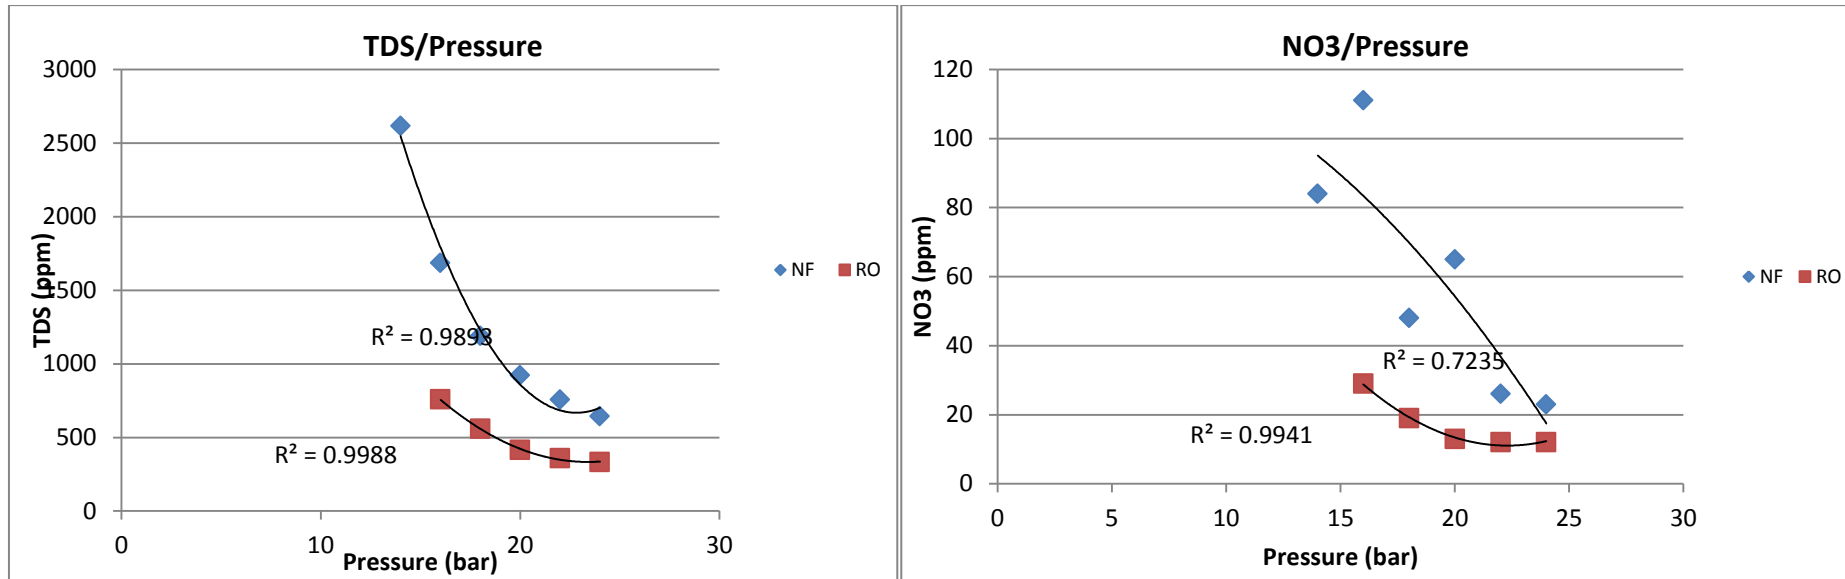 TDS/Pressure
3000
2500
2000
1500
1000
500
0
TDS (ppm)
R² = 0.9893
R² = 0.9988
0 10 20 30
Pressure (bar)
NF RO
NO3/Pressure
120
100
80
60
40
20
0
NO3 (ppm)
R² = 0.7235
R² = 0.9941
0 5 10 15 20 25 30
Pressure (bar)
NF RO